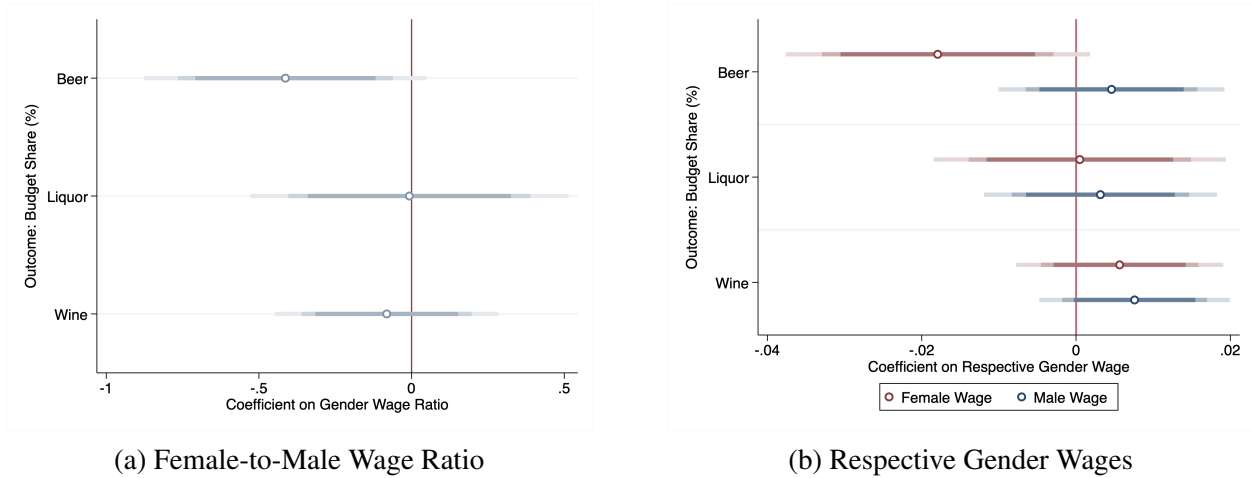 Outcome: Budget Share (%)
Beer
Liquor
Wine
-1
-.5
0
.5
Coefficient on Gender Wage Ratio
(a) Female-to-Male Wage Ratio
Outcome: Budget Share (%)
Beer
Liquor
Wine
-.04
-.02
0
.02
Coefficient on Respective Gender Wage
Female Wage
Male Wage
(b) Respective Gender Wages